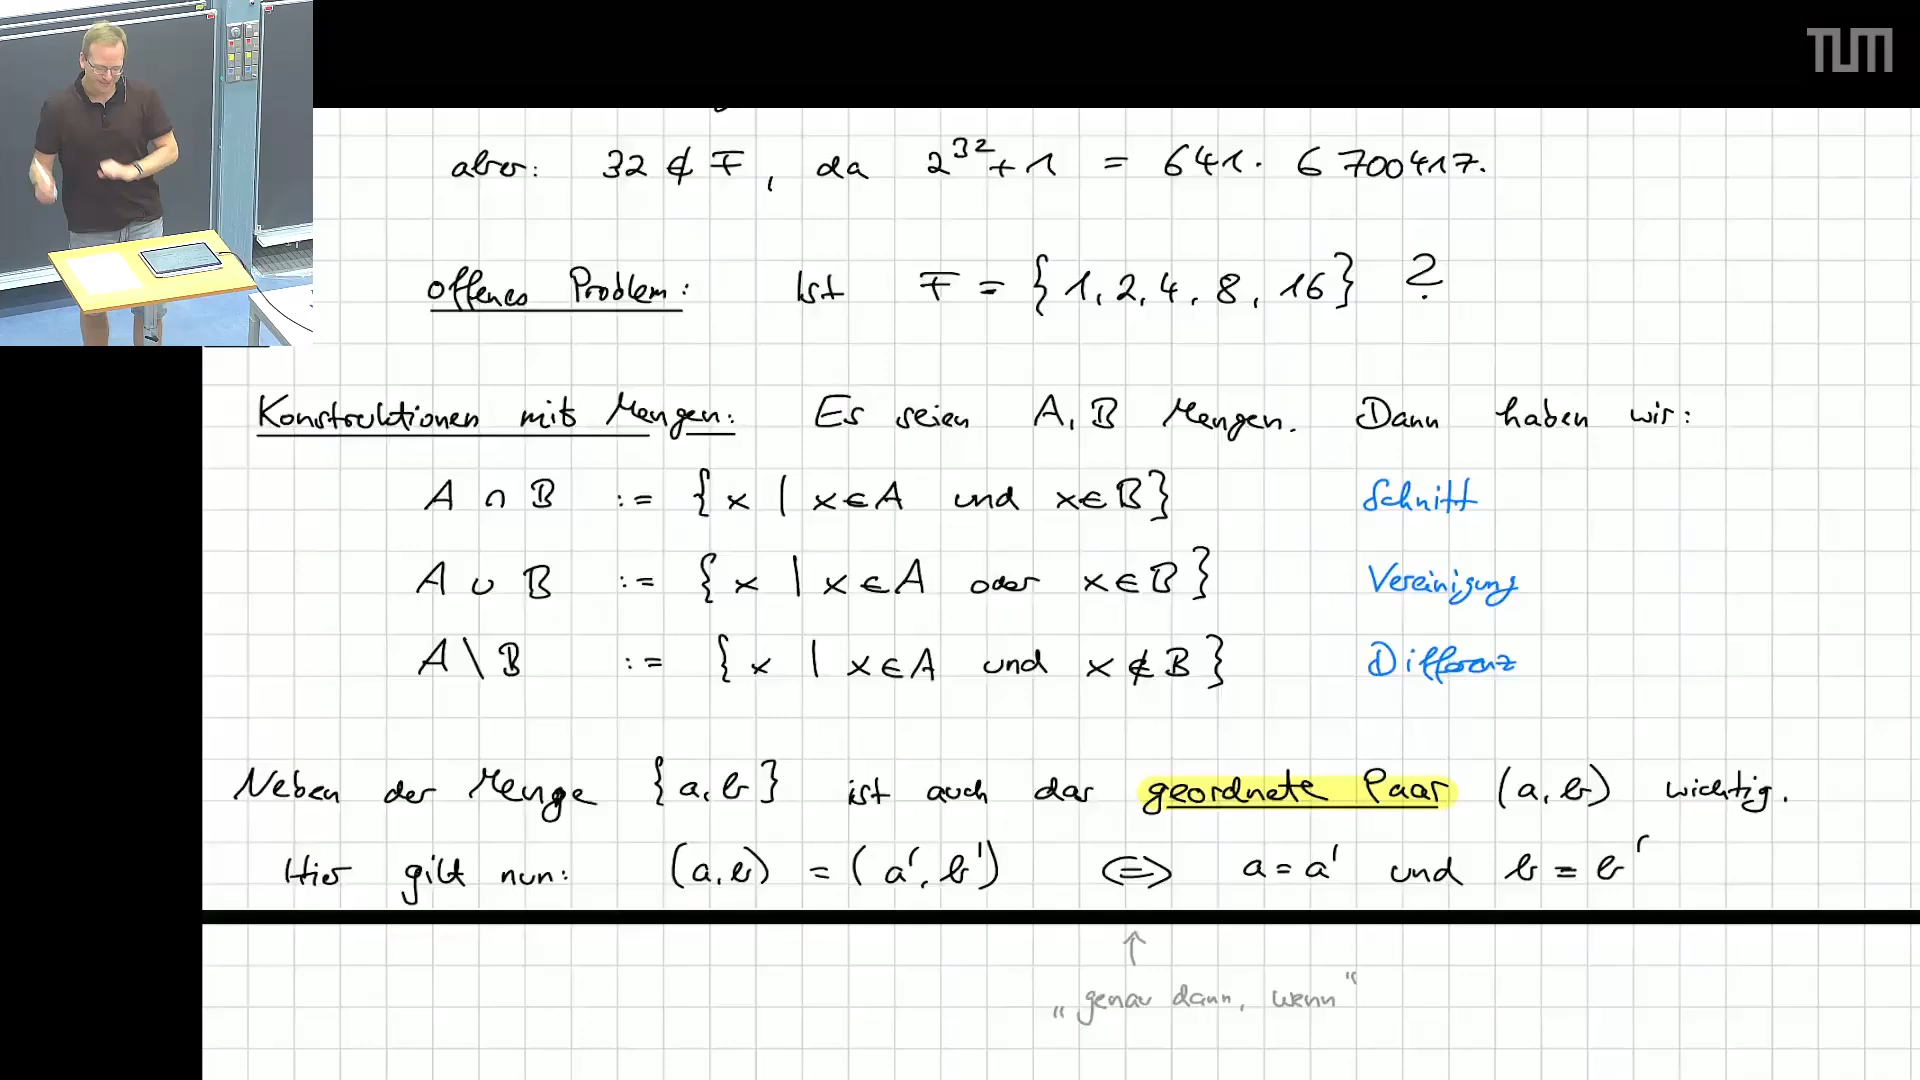 TUM
aber: 32 ∉ F, da 2^32 + 1 = 641 · 6700417.
offenes Problem: Ist F = {1, 2, 4, 8, 16} ?
Konstruktionen mit Mengen: Es seien A, B Mengen. Dann haben wir:
A ∩ B := {x | x ∈ A und x ∈ B} Schnitt
A ∪ B := {x | x ∈ A oder x ∈ B} Vereinigung
A \ B := {x | x ∈ A und x ∉ B} Differenz
Neben der Menge {a, b} ist auch das geordnete Paar (a, b) wichtig.
Hier gilt nun: (a, b) = (a', b') ⇔ a = a' und b = b'
↑
„genau dann, wenn“